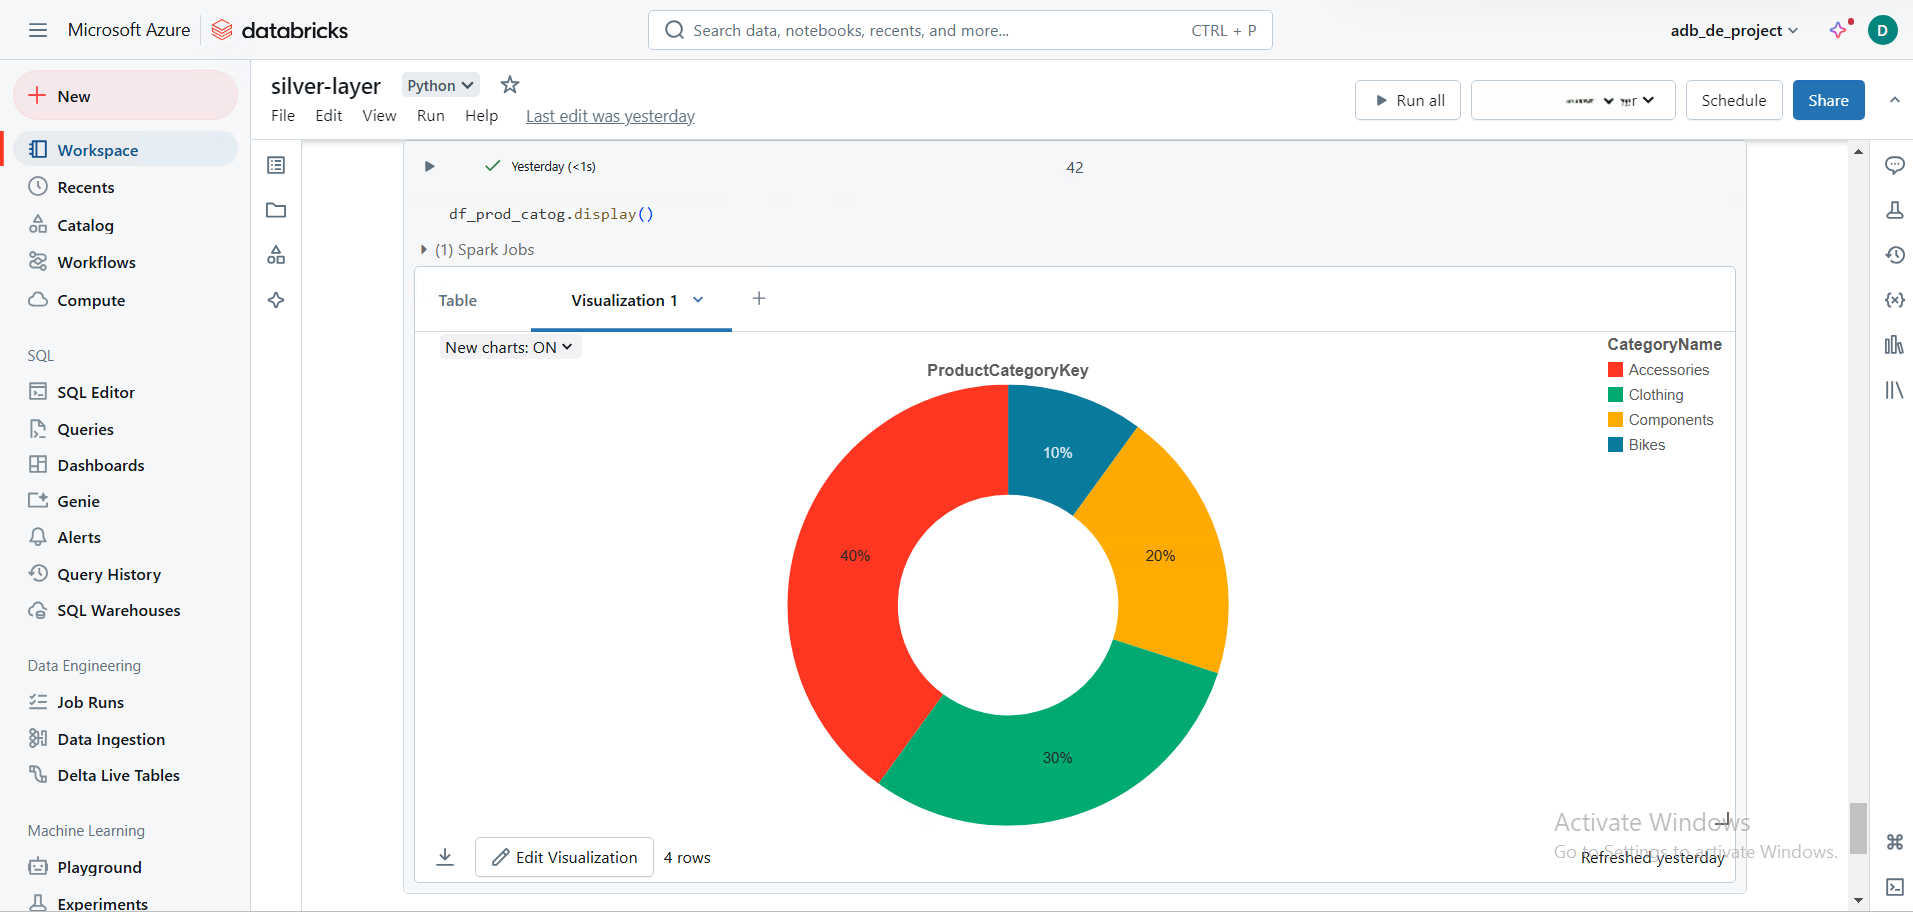 Microsoft Azure
databricks
Search data, notebooks, recents, and more...
CTRL + P
adb_de_project
D
New
Workspace
Recents
Catalog
Workflows
Compute
SQL
SQL Editor
Queries
Dashboards
Genie
Alerts
Query History
SQL Warehouses
Data Engineering
Job Runs
Data Ingestion
Delta Live Tables
Machine Learning
Playground
Experiments
silver-layer
Python
File Edit View Run Help Last edit was yesterday
Run all
Schedule
Share
Yesterday (<1s)
42
df_prod_catog.display()
(1) Spark Jobs
Table
Visualization 1
New charts: ON
ProductCategoryKey
CategoryName
Accessories
Clothing
Components
Bikes
10%
40%
20%
30%
Edit Visualization
4 rows
Activate Windows
Go to Settings to activate Windows.
Refreshed yesterday